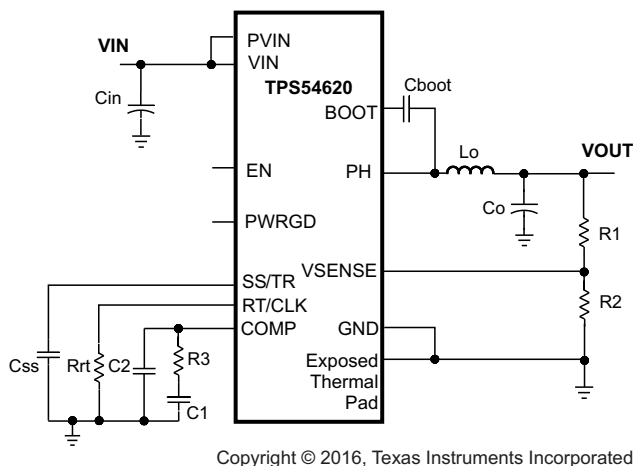 VIN
PVIN
VIN
TPS54620
Cin
Cboot
BOOT
EN
PH
Lo
VOUT
Co
PWRGD
R1
VSENSE
SS/TR
RT/CLK
R2
COMP
GND
Css
Rrt
C2
R3
C1
Exposed
Thermal
Pad
Copyright © 2016, Texas Instruments Incorporated